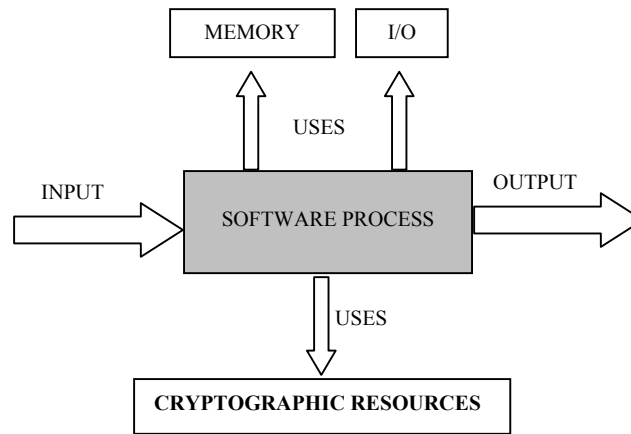 MEMORY
I/O
USES
INPUT
OUTPUT
SOFTWARE PROCESS
USES
CRYPTOGRAPHIC RESOURCES